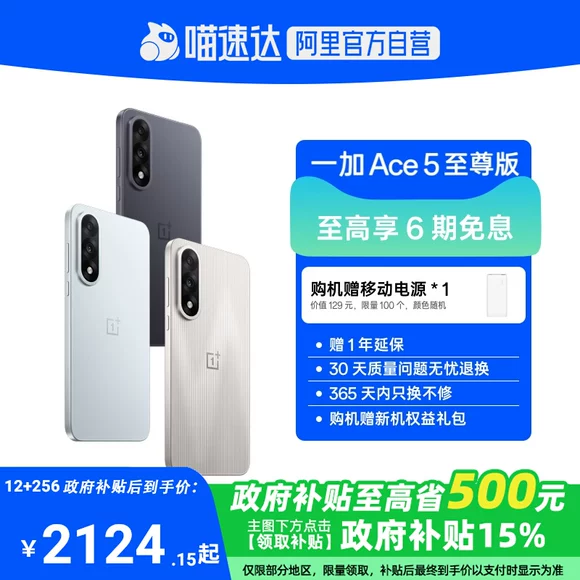 喵速达 阿里官方自营
一加 Ace 5 至尊版
至高享 6 期免息
购机赠移动电源 * 1
价值 129 元，限量 100 个，颜色随机
· 赠 1 年延保
· 30 天质量问题无忧退换
· 365 天内只换不修
· 购机赠新机权益礼包
12+256 政府补贴后到手价：
¥2124.15起
政府补贴至高省500元
主图下方点击
【领取补贴】
政府补贴15%
仅限部分地区，限量领取，补贴后最终到手价以支付时显示为准